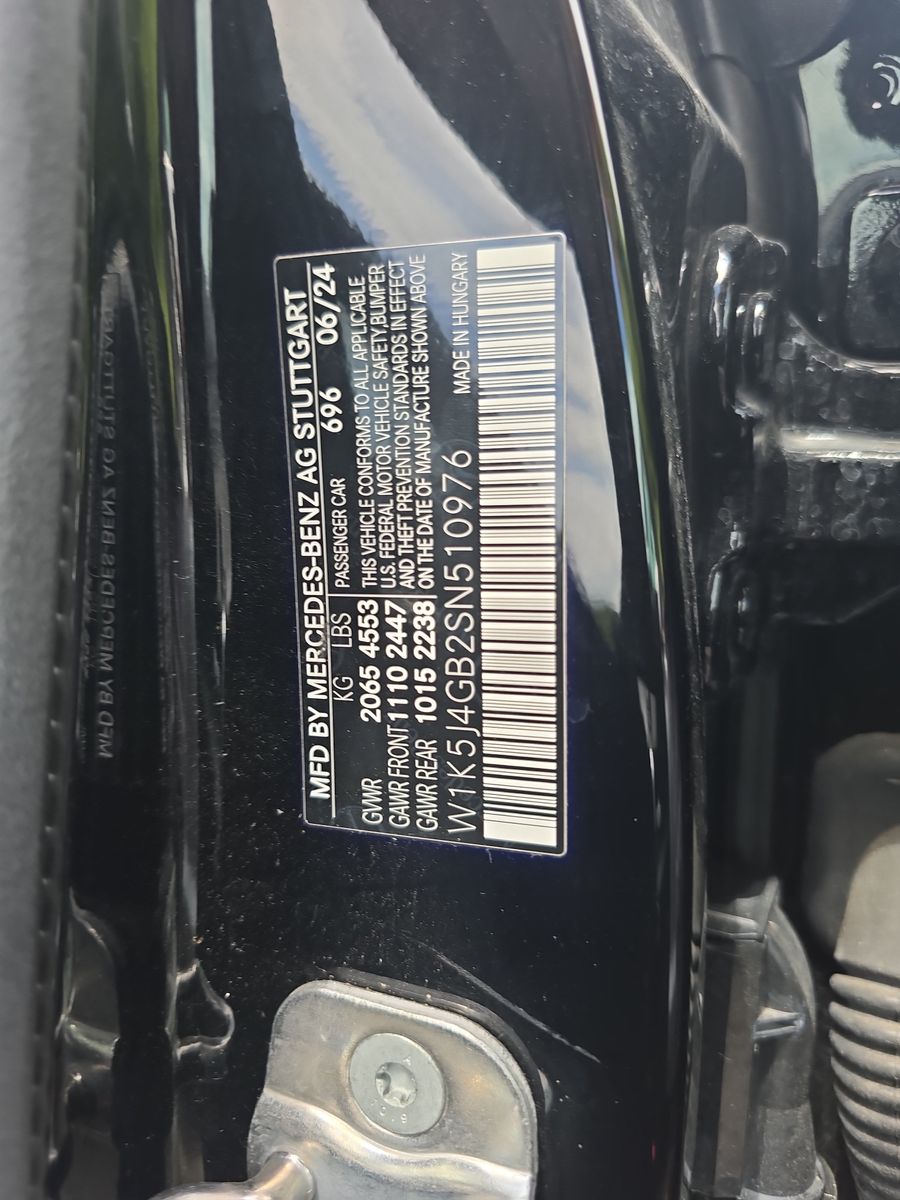 MFD BY MERCEDES-BENZ AG STUTTGART
696 06/24
KG LBS PASSENGER CAR
GVWR 2065 4553 THIS VEHICLE CONFORMS TO ALL APPLICABLE
GAWR FRONT 1110 2447 U.S. FEDERAL MOTOR VEHICLE SAFETY, BUMPER
GAWR REAR 1015 2238 AND THEFT PREVENTION STANDARDS IN EFFECT
ON THE DATE OF MANUFACTURE SHOWN ABOVE
W1K5J4GB2SN510976 MADE IN HUNGARY